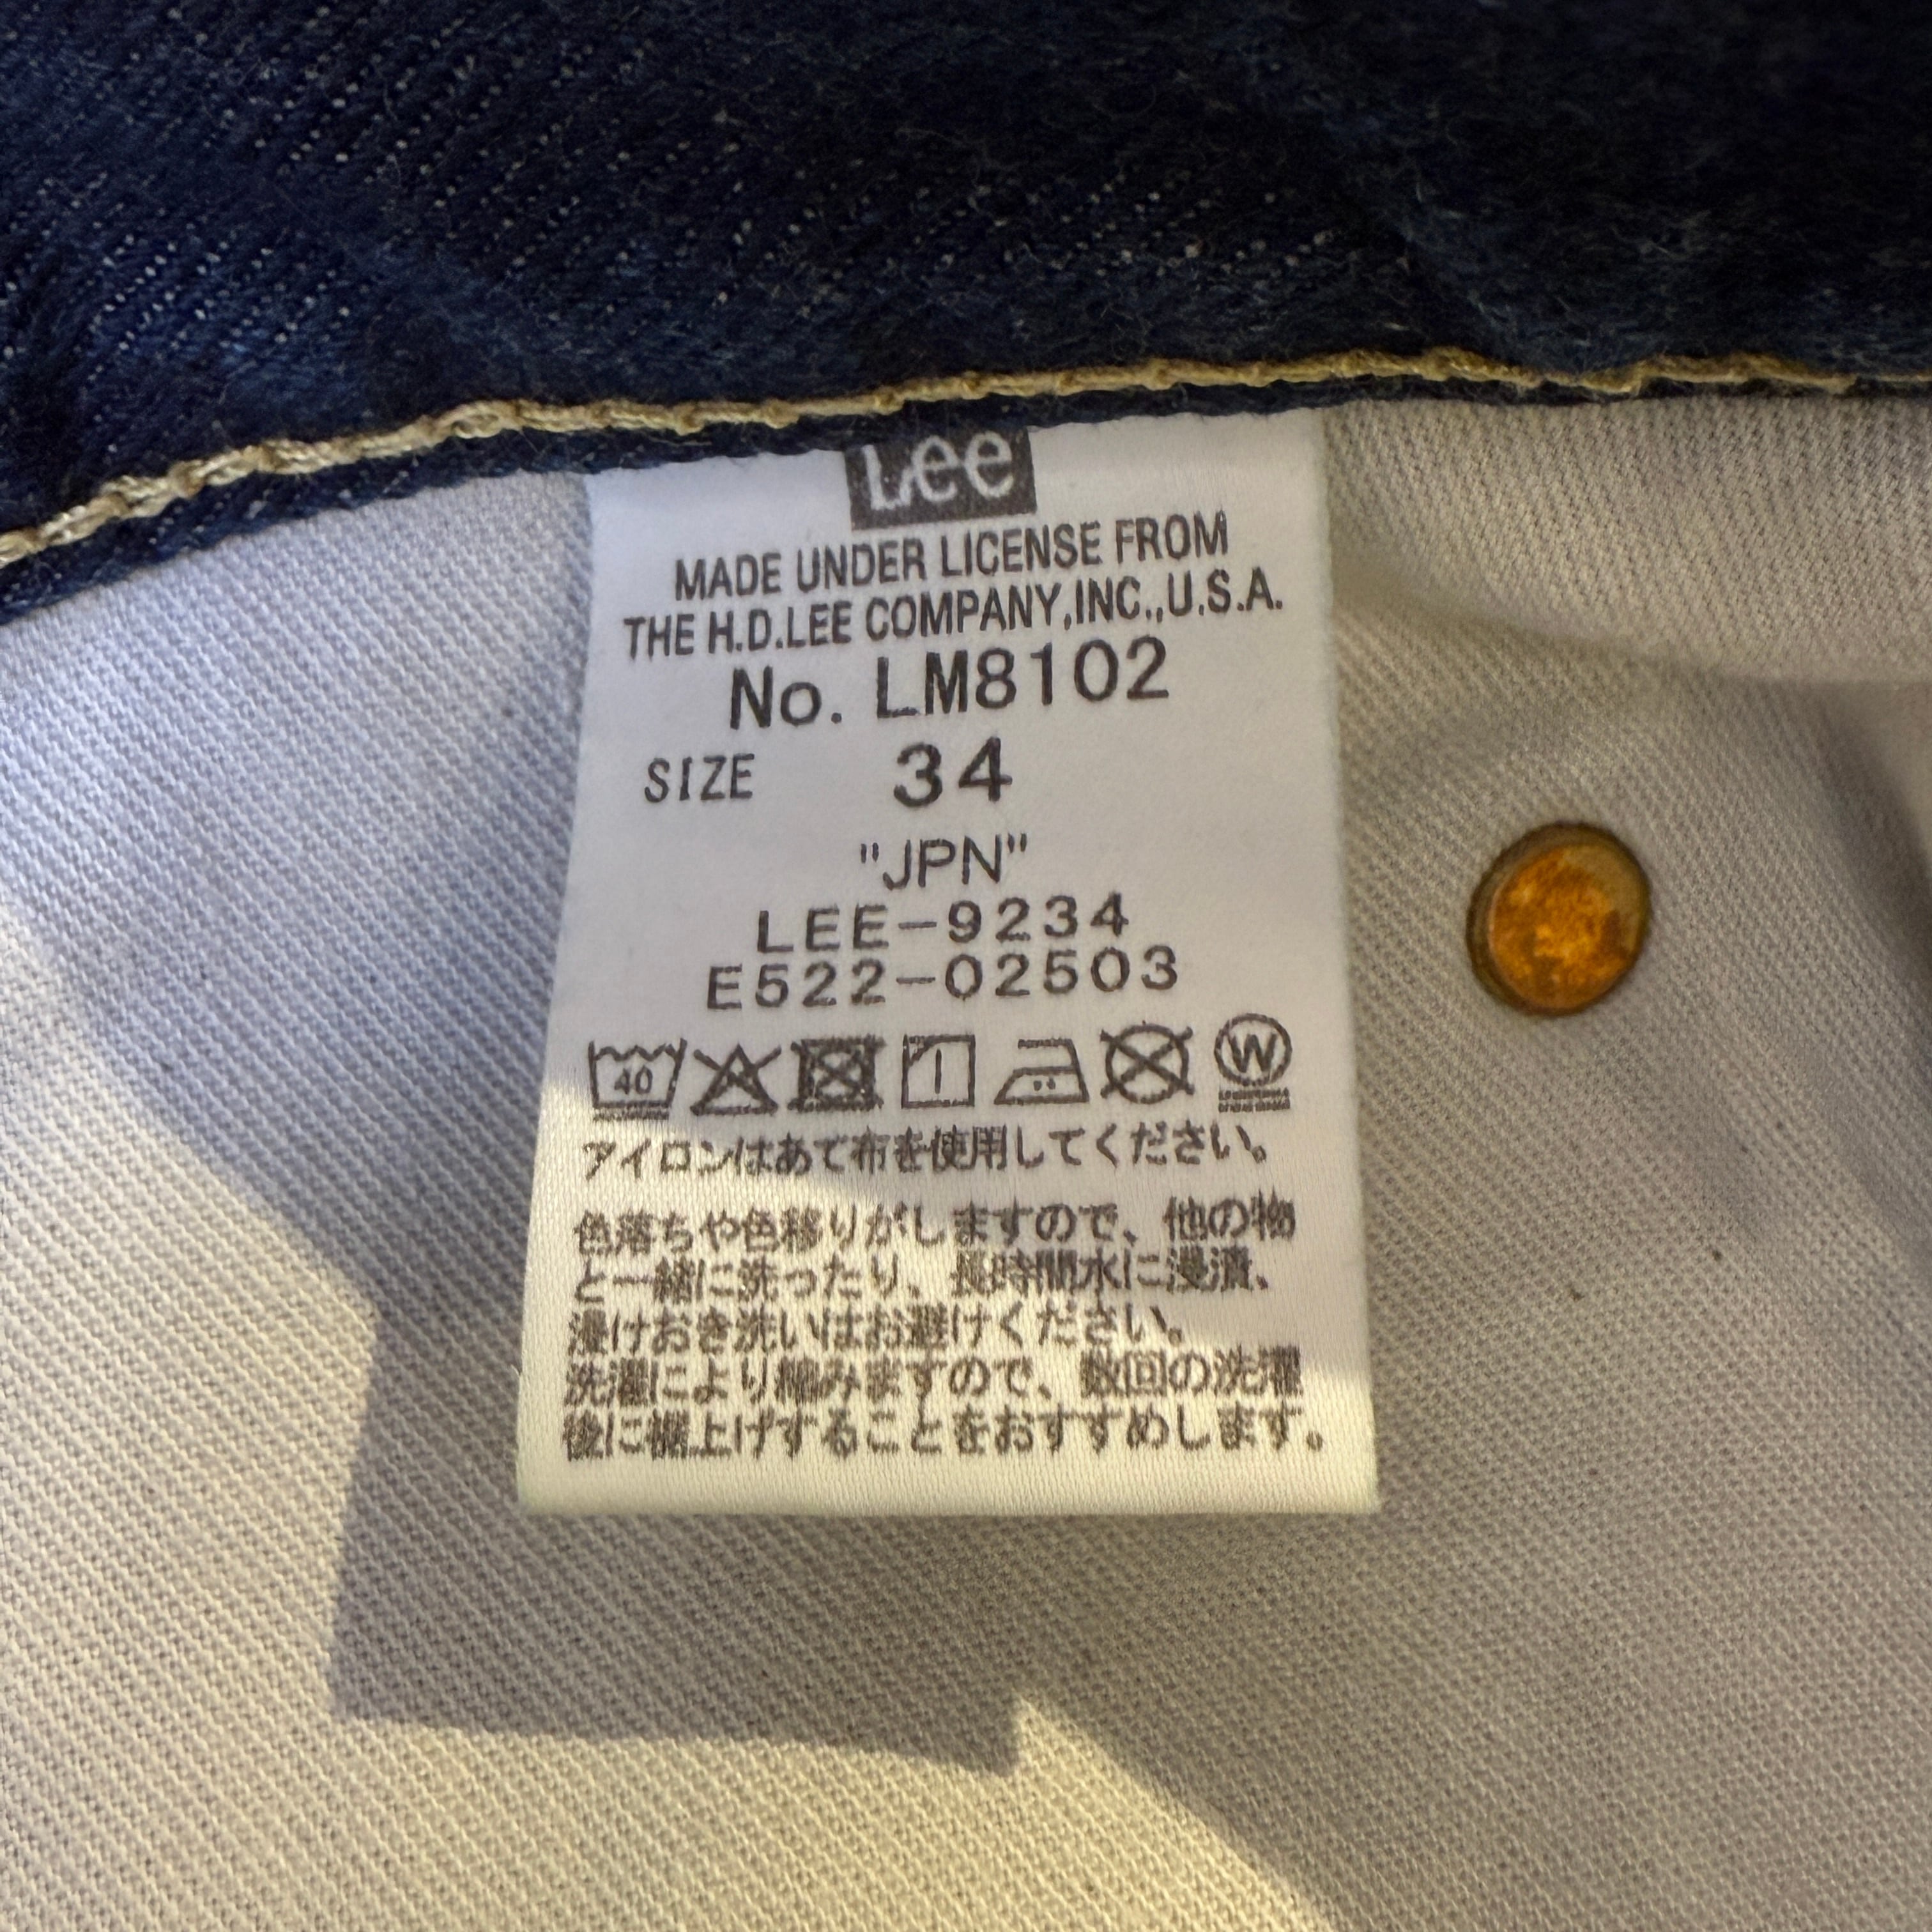 Lee
MADE UNDER LICENSE FROM
THE H.D.LEE COMPANY,INC.,U.S.A.
No. LM8102
SIZE 34
"JPN"
LEE-9234
E522-02503
40 W
アイロンはあて布を使用してください。
色落ちや色移りがしますので、他の物
と一緒に洗ったり、長時間水に浸漬、
浸けおき洗いはお避けください。
洗濯により縮みますので、数回の洗濯
後に裾上げすることをおすすめします。